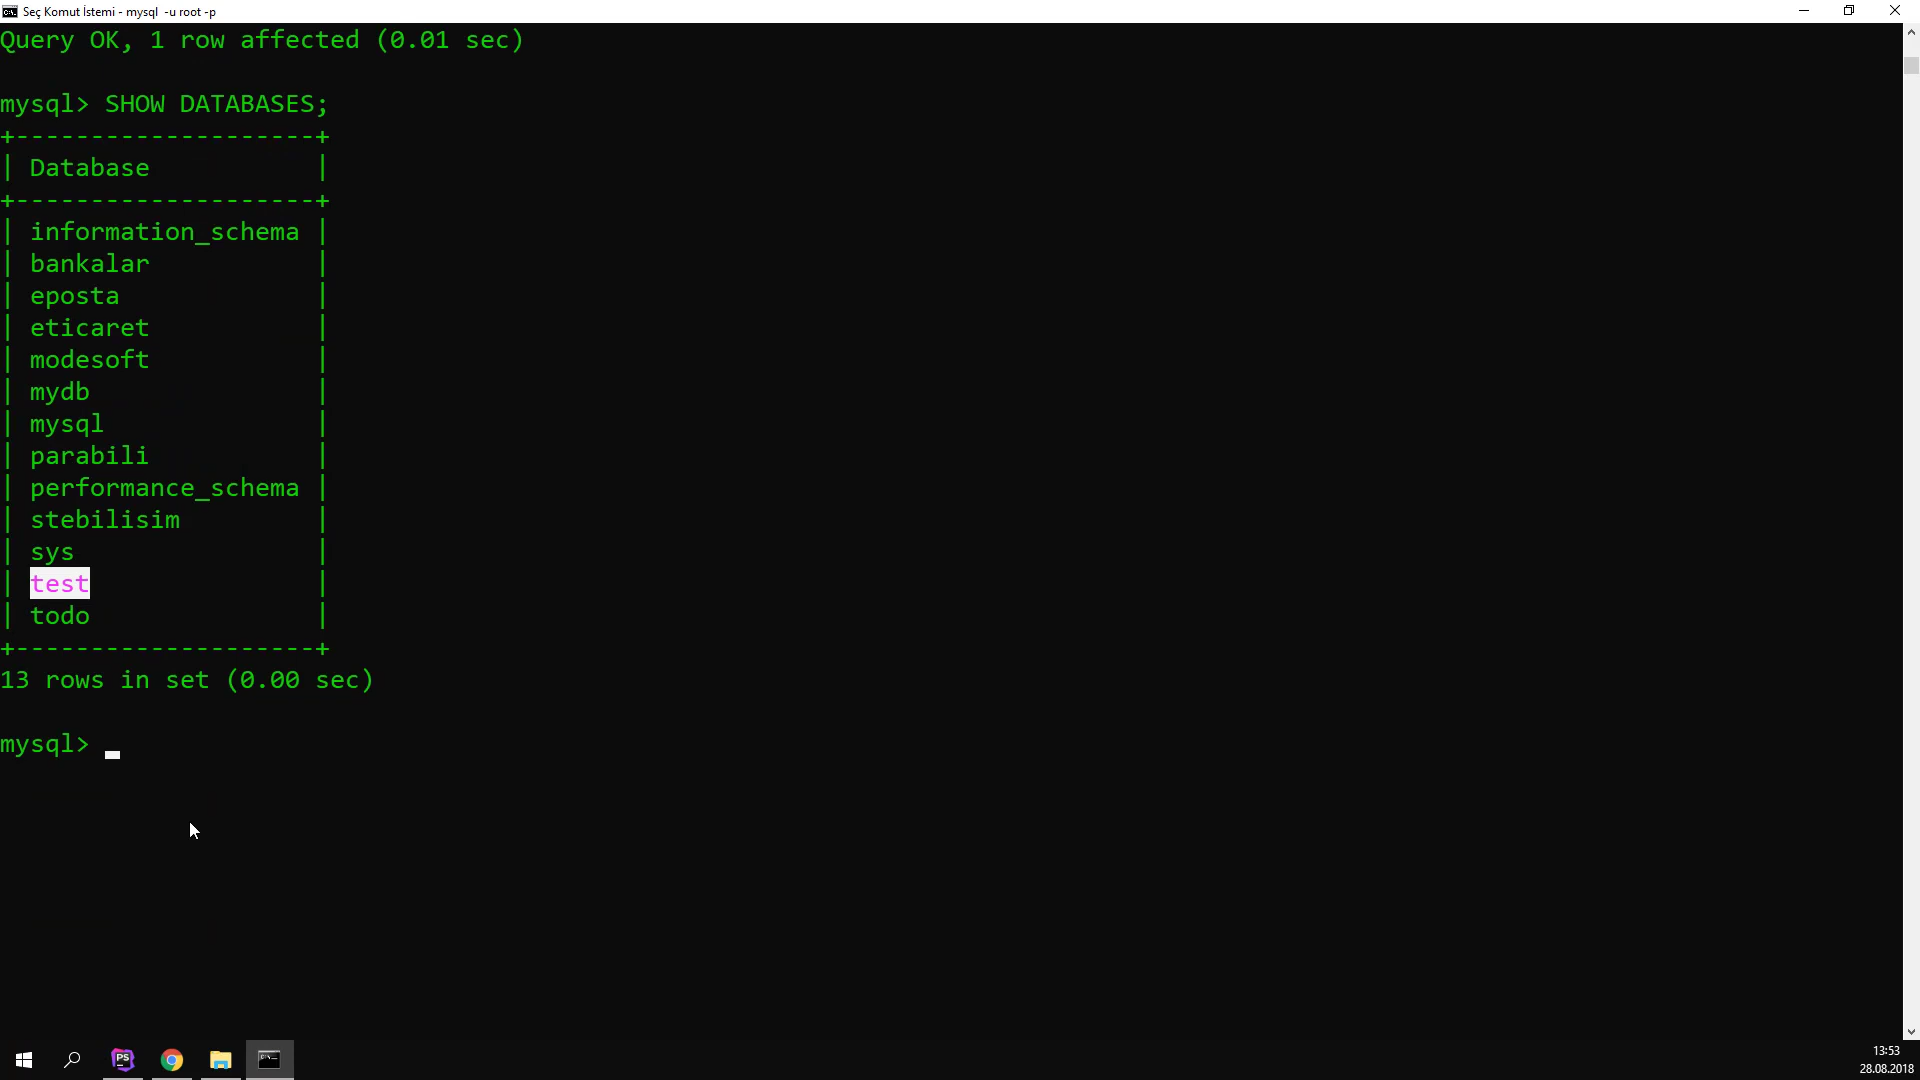 Seç Komut İstemi - mysql  -u root -p
Query OK, 1 row affected (0.01 sec)
mysql> SHOW DATABASES;
+--------------------+
| Database           |
+--------------------+
| information_schema |
| bankalar           |
| eposta             |
| eticaret           |
| modesoft           |
| mydb               |
| mysql              |
| parabili           |
| performance_schema |
| stebilisim         |
| sys                |
| test               |
| todo               |
+--------------------+
13 rows in set (0.00 sec)
mysql>
PS
13:53
28.08.2018